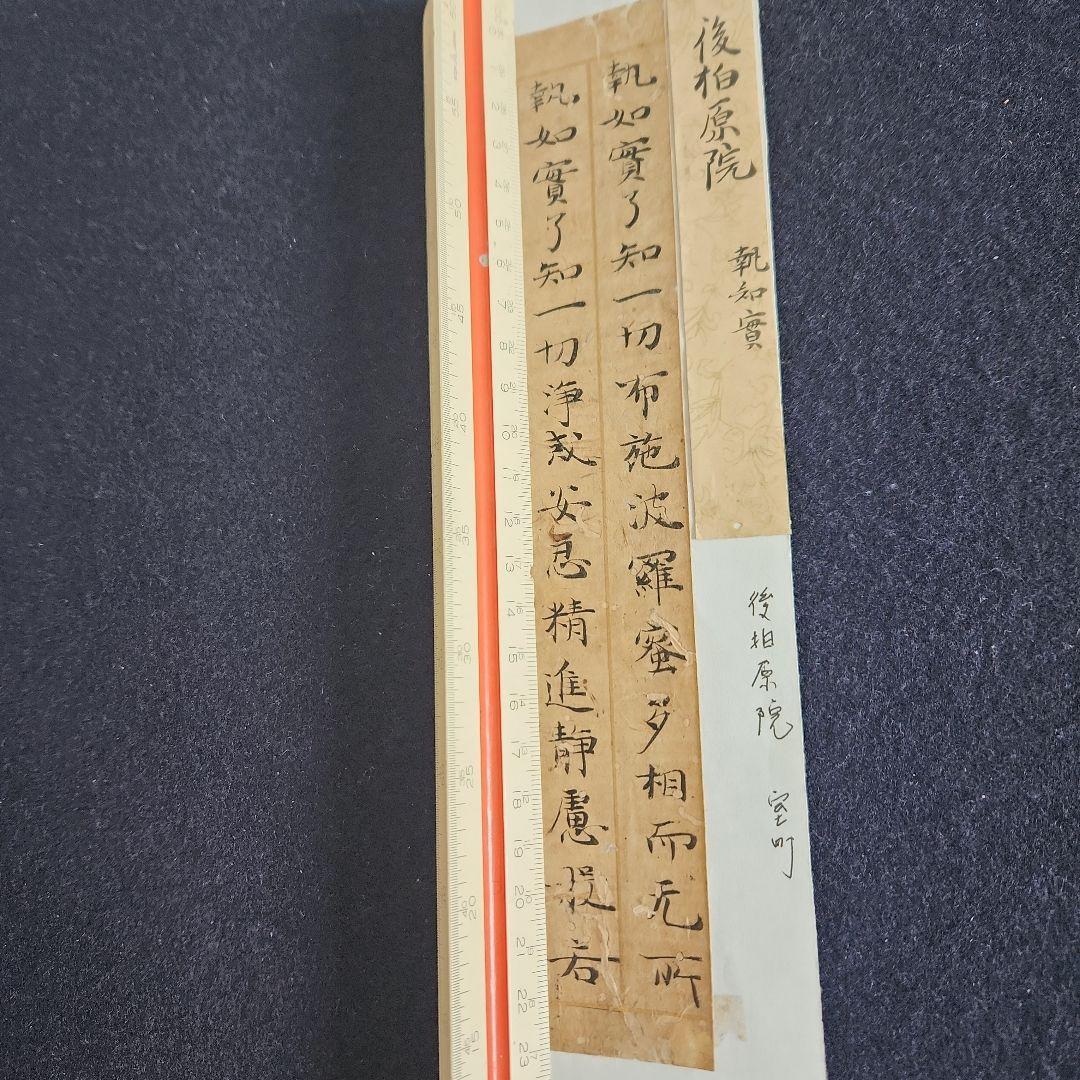 後柏原院
執如實
後柏原院 室町
執如實了知一切布施波羅蜜多相而无所
執如實了知一切淨戒安忍精進静慮般若